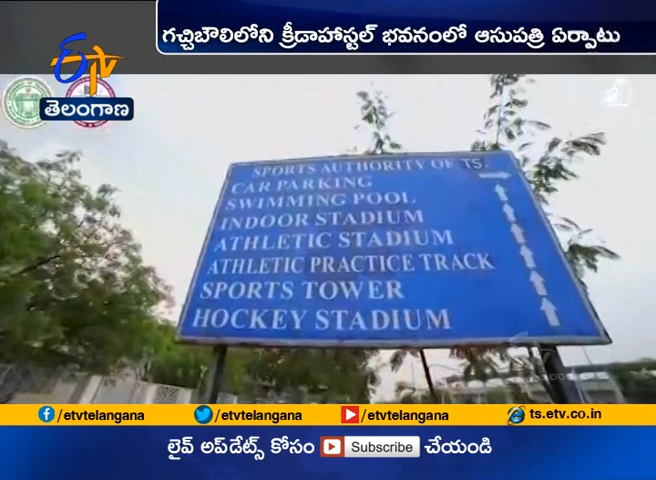 గచ్చిబౌలిలోని క్రీడాహాస్టల్ భవనంలో ఆసుపత్రి ఏర్పాటు
ETV
తెలంగాణ
SPORTS AUTHORITY OF TS.
CAR PARKING
SWIMMING POOL
INDOOR STADIUM
ATHLETIC STADIUM
ATHLETIC PRACTICE TRACK
SPORTS TOWER
HOCKEY STADIUM
/etvtelangana /etvtelangana /etvtelangana ts.etv.co.in
లైవ్ అప్‌డేట్స్ కోసం Subscribe చేయండి